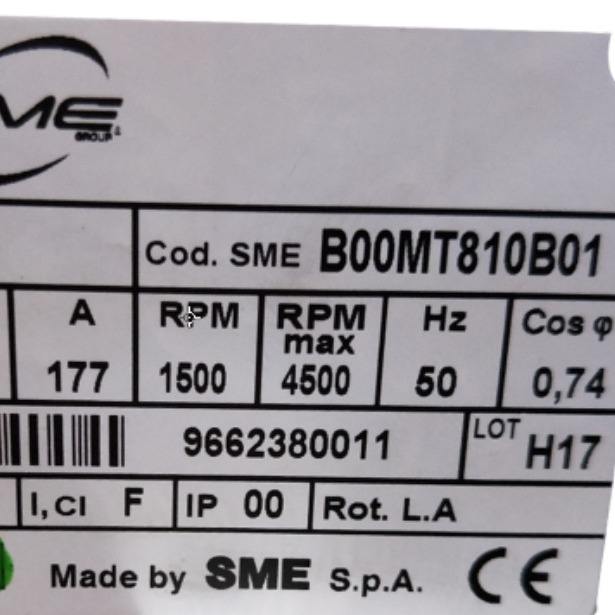 ME
GROUP
Cod. SME B00MT810B01
A RPM RPM max Hz Cos φ
177 1500 4500 50 0,74
9662380011 LOT H17
I,CI F IP 00 Rot. L.A
Made by SME S.p.A. CE